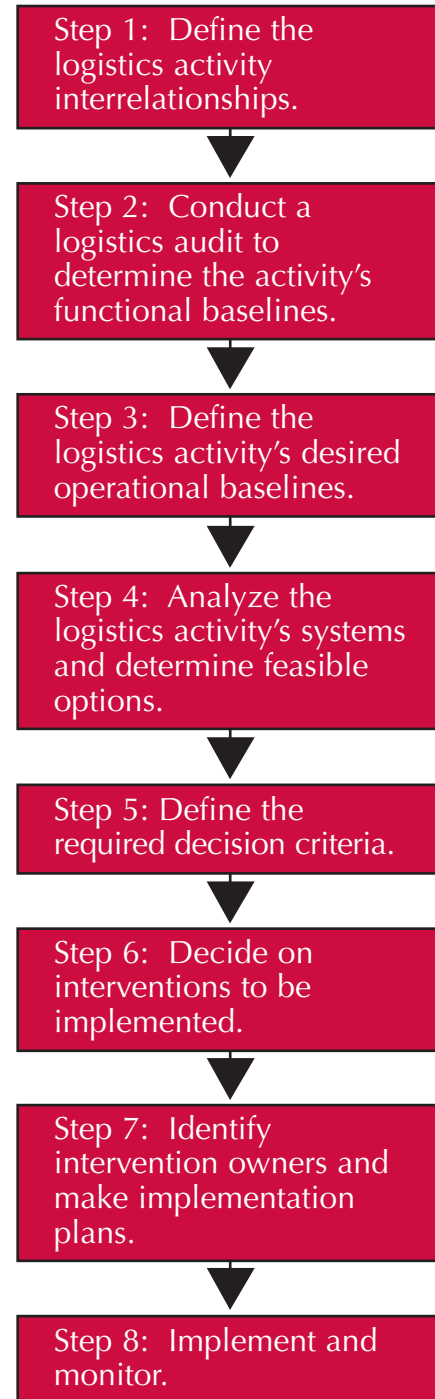 Step 1: Define the
logistics activity
interrelationships.
Step 2: Conduct a
logistics audit to
determine the activity’s
functional baselines.
Step 3: Define the
logistics activity’s desired
operational baselines.
Step 4: Analyze the
logistics activity’s systems
and determine feasible
options.
Step 5: Define the
required decision criteria.
Step 6: Decide on
interventions to be
implemented.
Step 7: Identify
intervention owners and
make implementation
plans.
Step 8: Implement and
monitor.